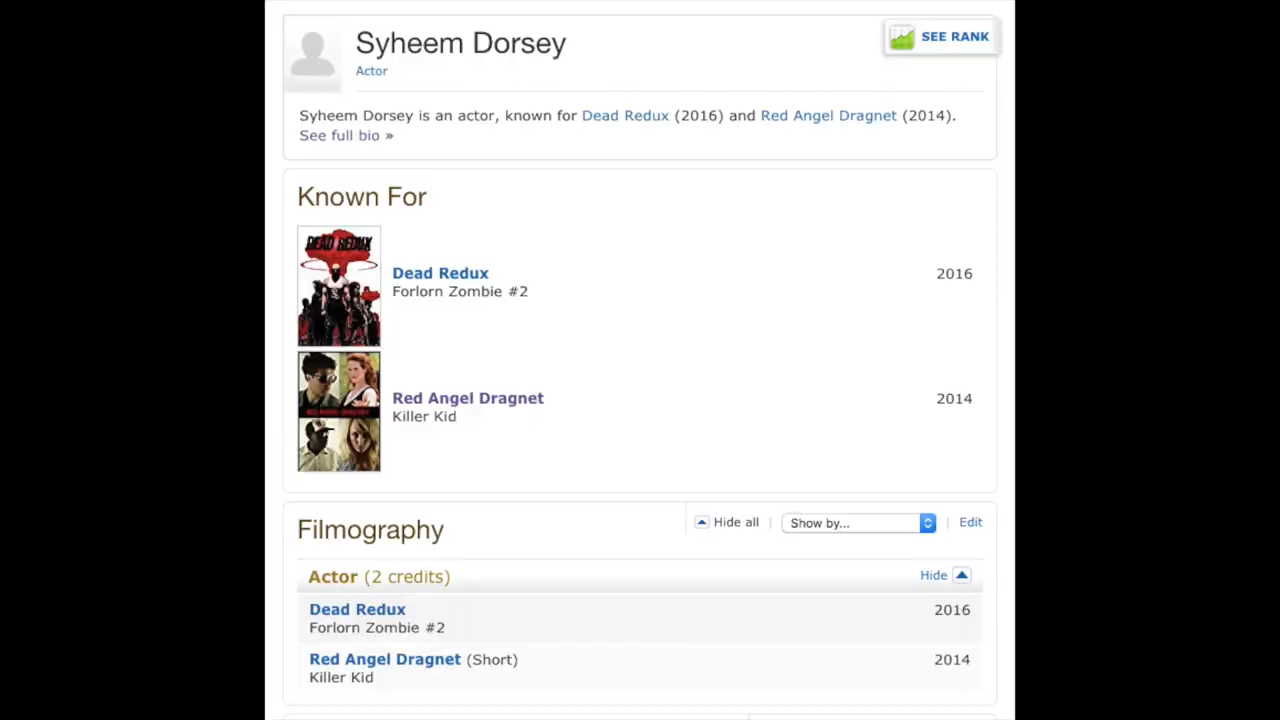 Syheem Dorsey
SEE RANK
Actor
Syheem Dorsey is an actor, known for Dead Redux (2016) and Red Angel Dragnet (2014).
See full bio »
Known For
DEAD REDUX
Dead Redux 2016
Forlorn Zombie #2
RED ANGEL DRAGNET
Red Angel Dragnet 2014
Killer Kid
Filmography
Hide all | Show by... | Edit
Actor (2 credits) Hide
Dead Redux 2016
Forlorn Zombie #2
Red Angel Dragnet (Short) 2014
Killer Kid